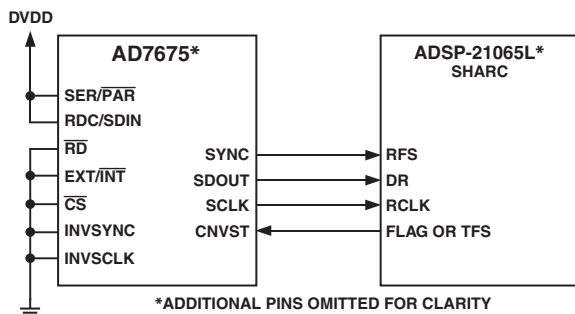 DVDD
AD7675*
SER/PAR
RDC/SDIN
RD
EXT/INT
CS
INVSYNC
INVSCLK
SYNC
SDOUT
SCLK
CNVST
ADSP-21065L*
SHARC
RFS
DR
RCLK
FLAG OR TFS
*ADDITIONAL PINS OMITTED FOR CLARITY